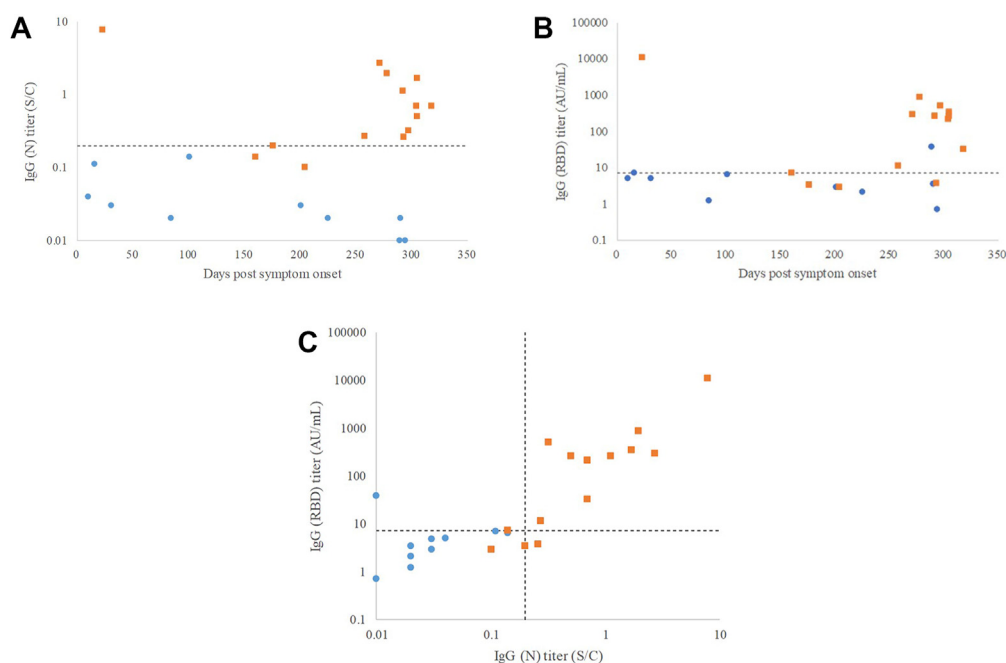 A
IgG (N) titer (S/C)
10
1
0.1
0.01
0 50 100 150 200 250 300 350
Days post symptom onset
B
IgG (RBD) titer (AU/mL)
100000
10000
1000
100
10
1
0.1
0 50 100 150 200 250 300 350
Days post symptom onset
C
IgG (RBD) titer (AU/mL)
100000
10000
1000
100
10
1
0.1
0.01 0.1 1 10
IgG (N) titer (S/C)